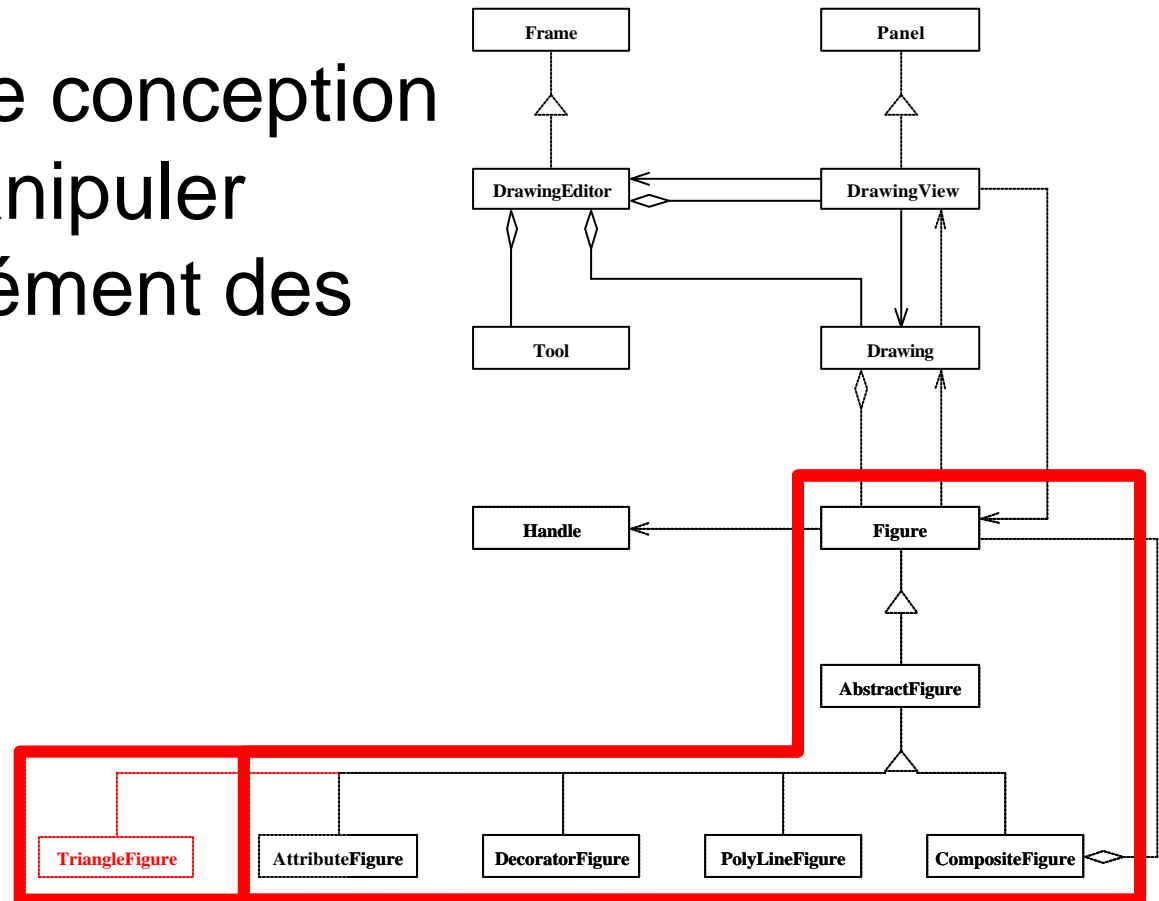 e conception
nipuler
ément des
Frame
Panel
DrawingEditor
DrawingView
Tool
Drawing
Handle
Figure
AbstractFigure
TriangleFigure
AttributeFigure
DecoratorFigure
PolyLineFigure
CompositeFigure